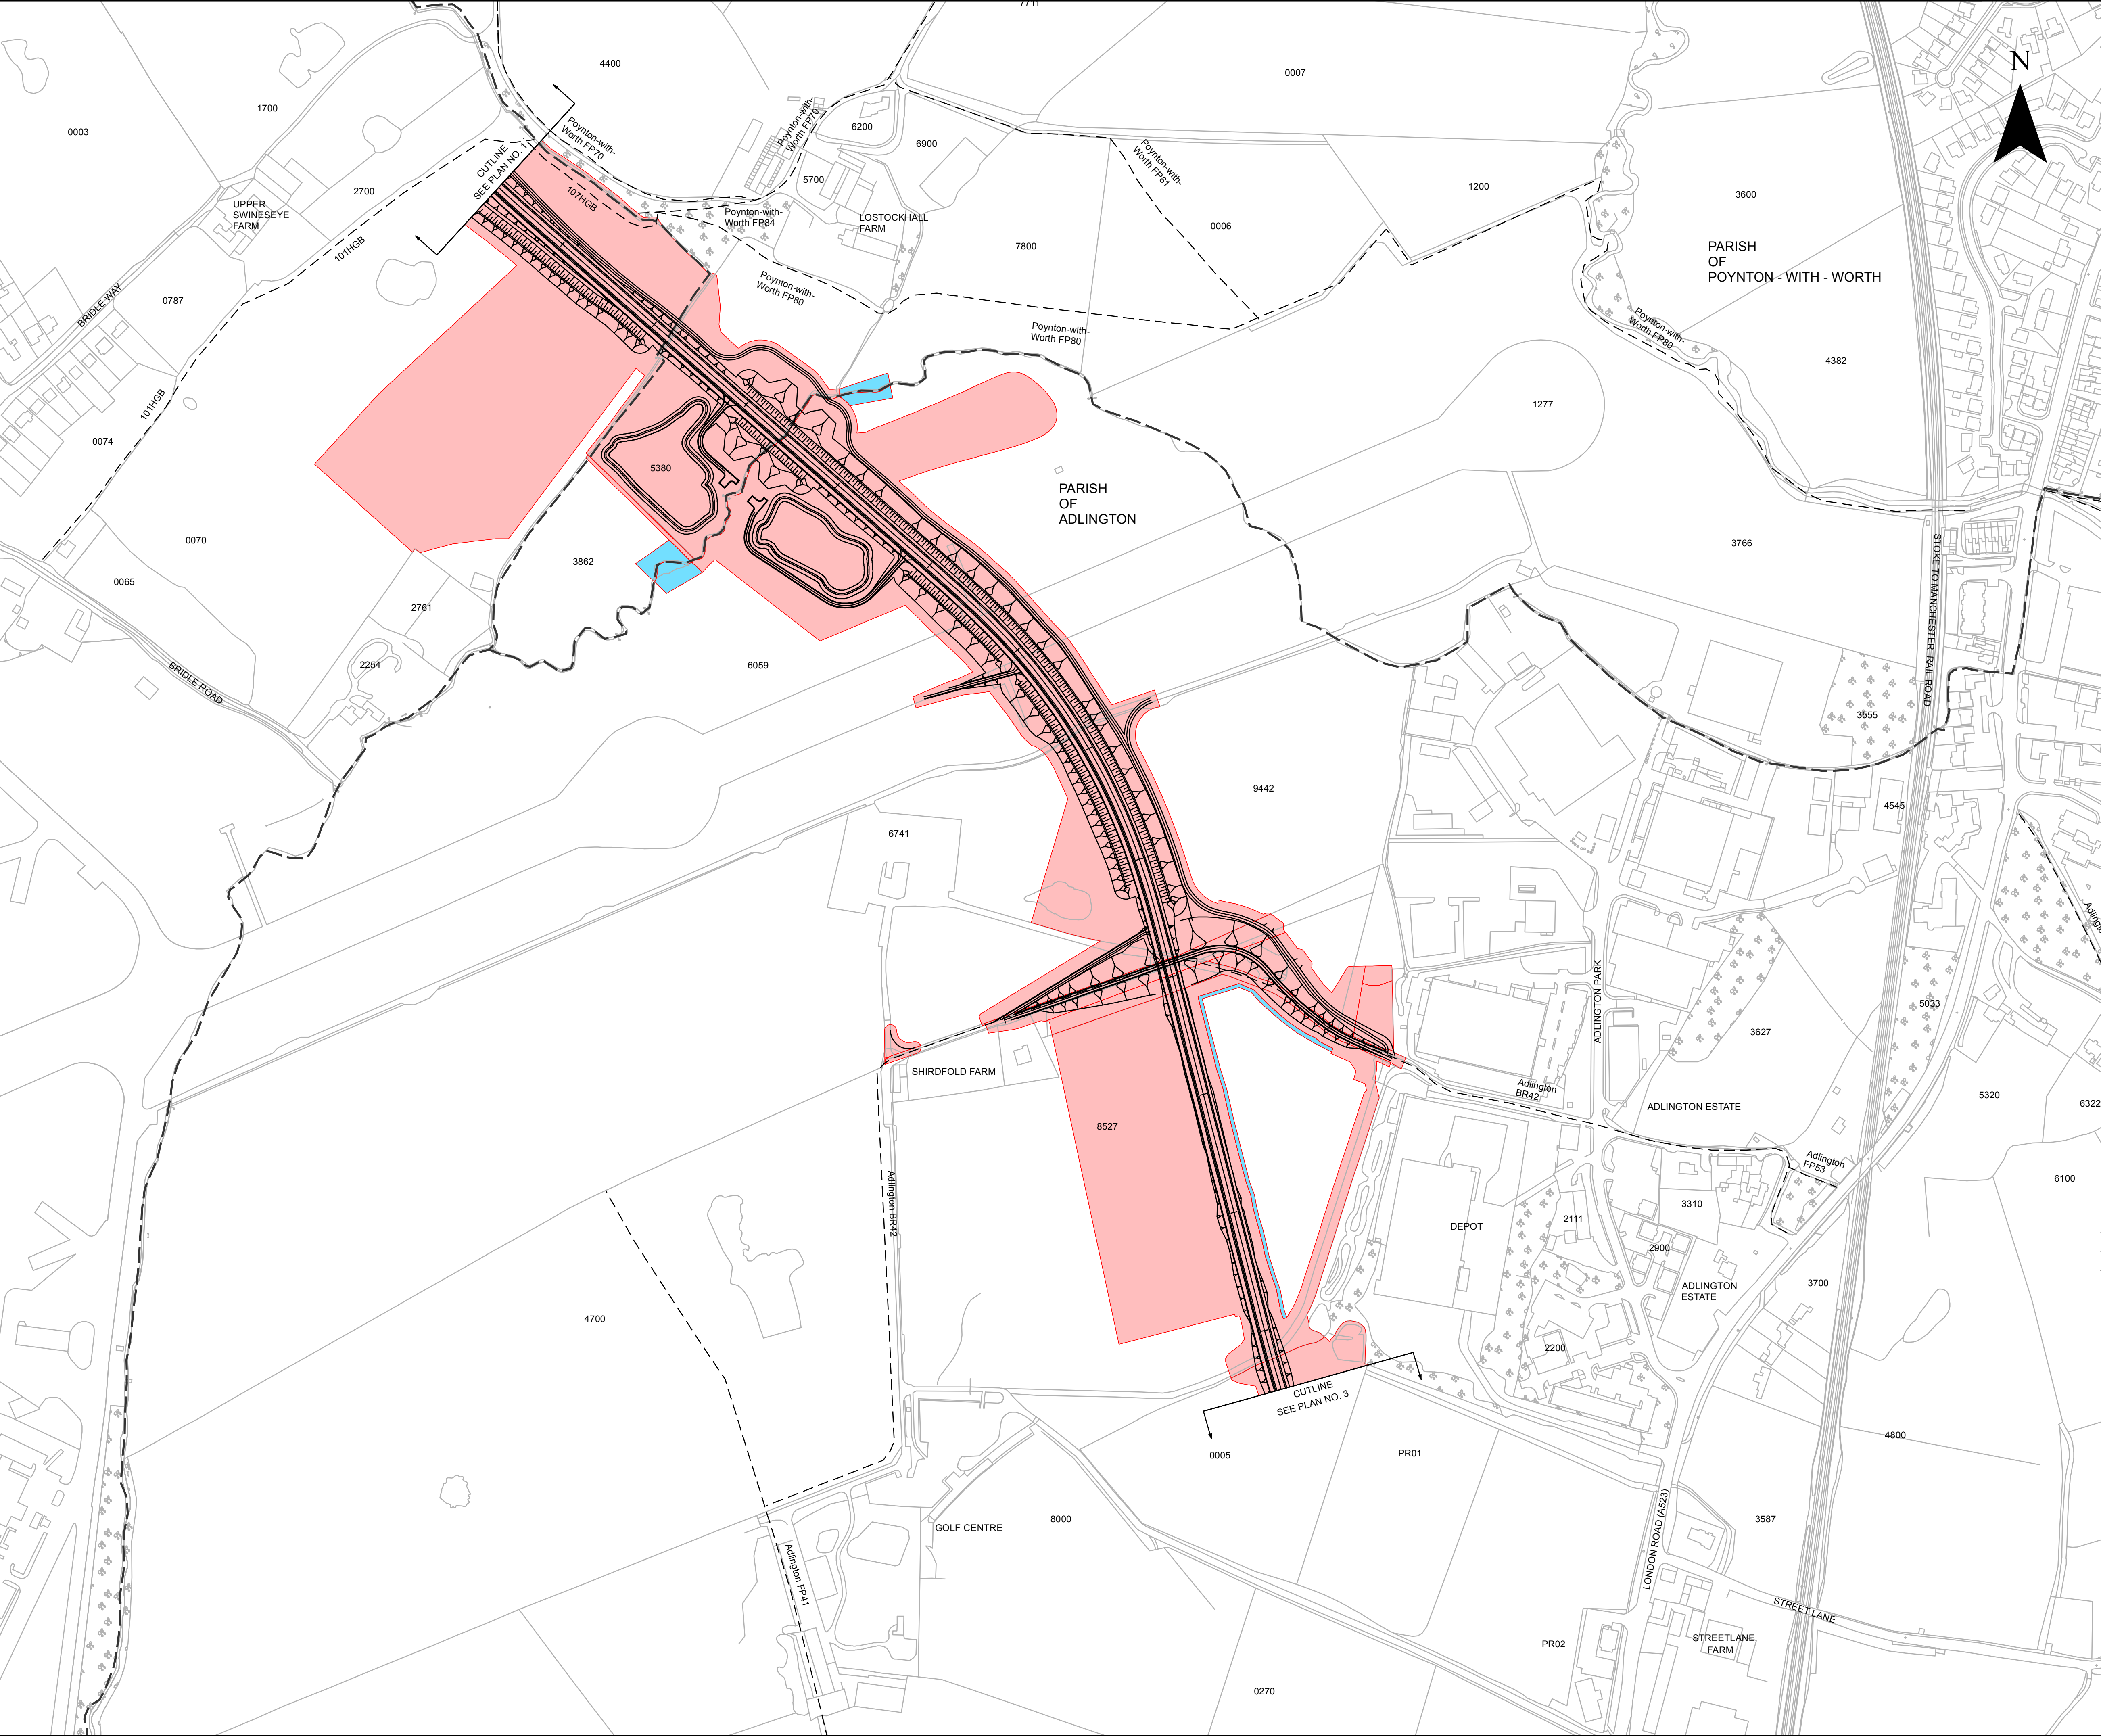 7711
4400
0007
N
1700
0003
Poynton-with-
Worth FP70
Poynton-with-
Worth FP70
6200
6900
CUTLINE
SEE PLAN NO. 1
Poynton-with-
Worth FP81
2700
107HGB
5700
1200
3600
UPPER
SWINESEYE
FARM
Poynton-with-
Worth FP84
LOSTOCKHALL
FARM
0006
101HGB
7800
PARISH
OF
POYNTON - WITH - WORTH
BRIDLE WAY
0787
Poynton-with-
Worth FP80
Poynton-with-
Worth FP80
Poynton-with-
Worth FP80
4382
101HGB
1277
0074
5380
PARISH
OF
ADLINGTON
0070
3766
STOKE TO MANCHESTER RAIL ROAD
3862
0065
2761
2254
6059
BRIDLE ROAD
3555
9442
4545
6741
ADLINGTON PARK
5033
3627
SHIRDFOLD FARM
Adlington
BR42
ADLINGTON ESTATE
5320
6322
8527
Adlington
FP53
6100
Adlington BR42
3310
2111
DEPOT
2900
ADLINGTON
ESTATE
3700
4700
2200
CUTLINE
SEE PLAN NO. 3
4800
0005
PR01
LONDON ROAD (A523)
8000
GOLF CENTRE
3587
Adlington FP41
STREET LANE
PR02
STREETLANE
FARM
0270